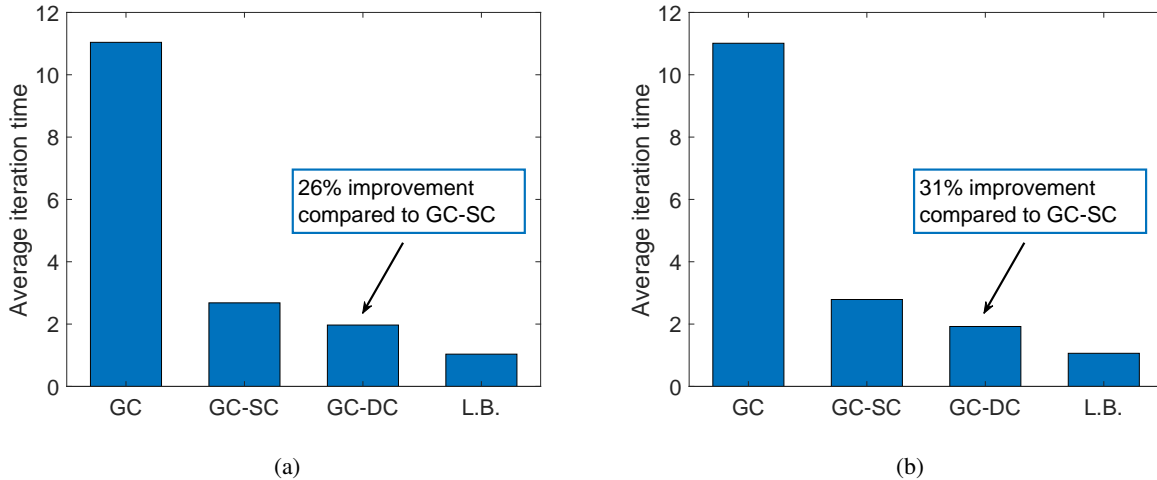 12
10
8
6
4
2
0
Average iteration time
26% improvement
compared to GC-SC
GC GC-SC GC-DC L.B.
(a)
12
10
8
6
4
2
0
Average iteration time
31% improvement
compared to GC-SC
GC GC-SC GC-DC L.B.
(b)